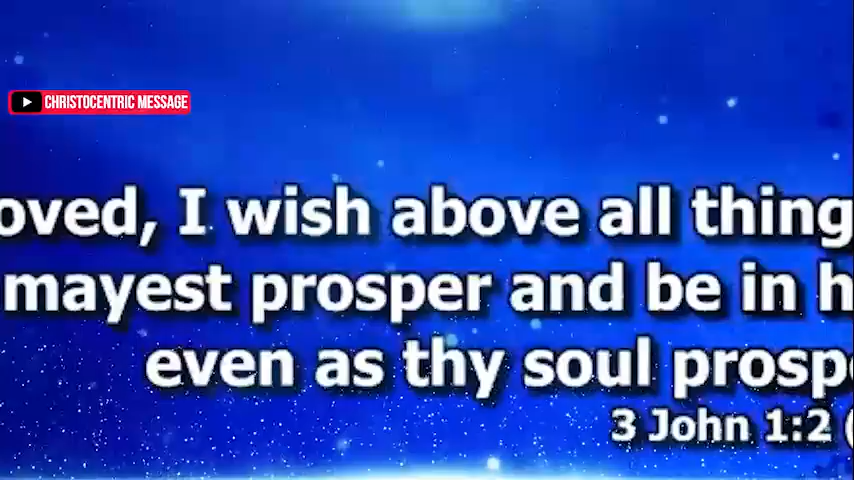 CHRISTOCENTRIC MESSAGE
oved, I wish above all thing
mayest prosper and be in h
even as thy soul prosp
3 John 1:2 (